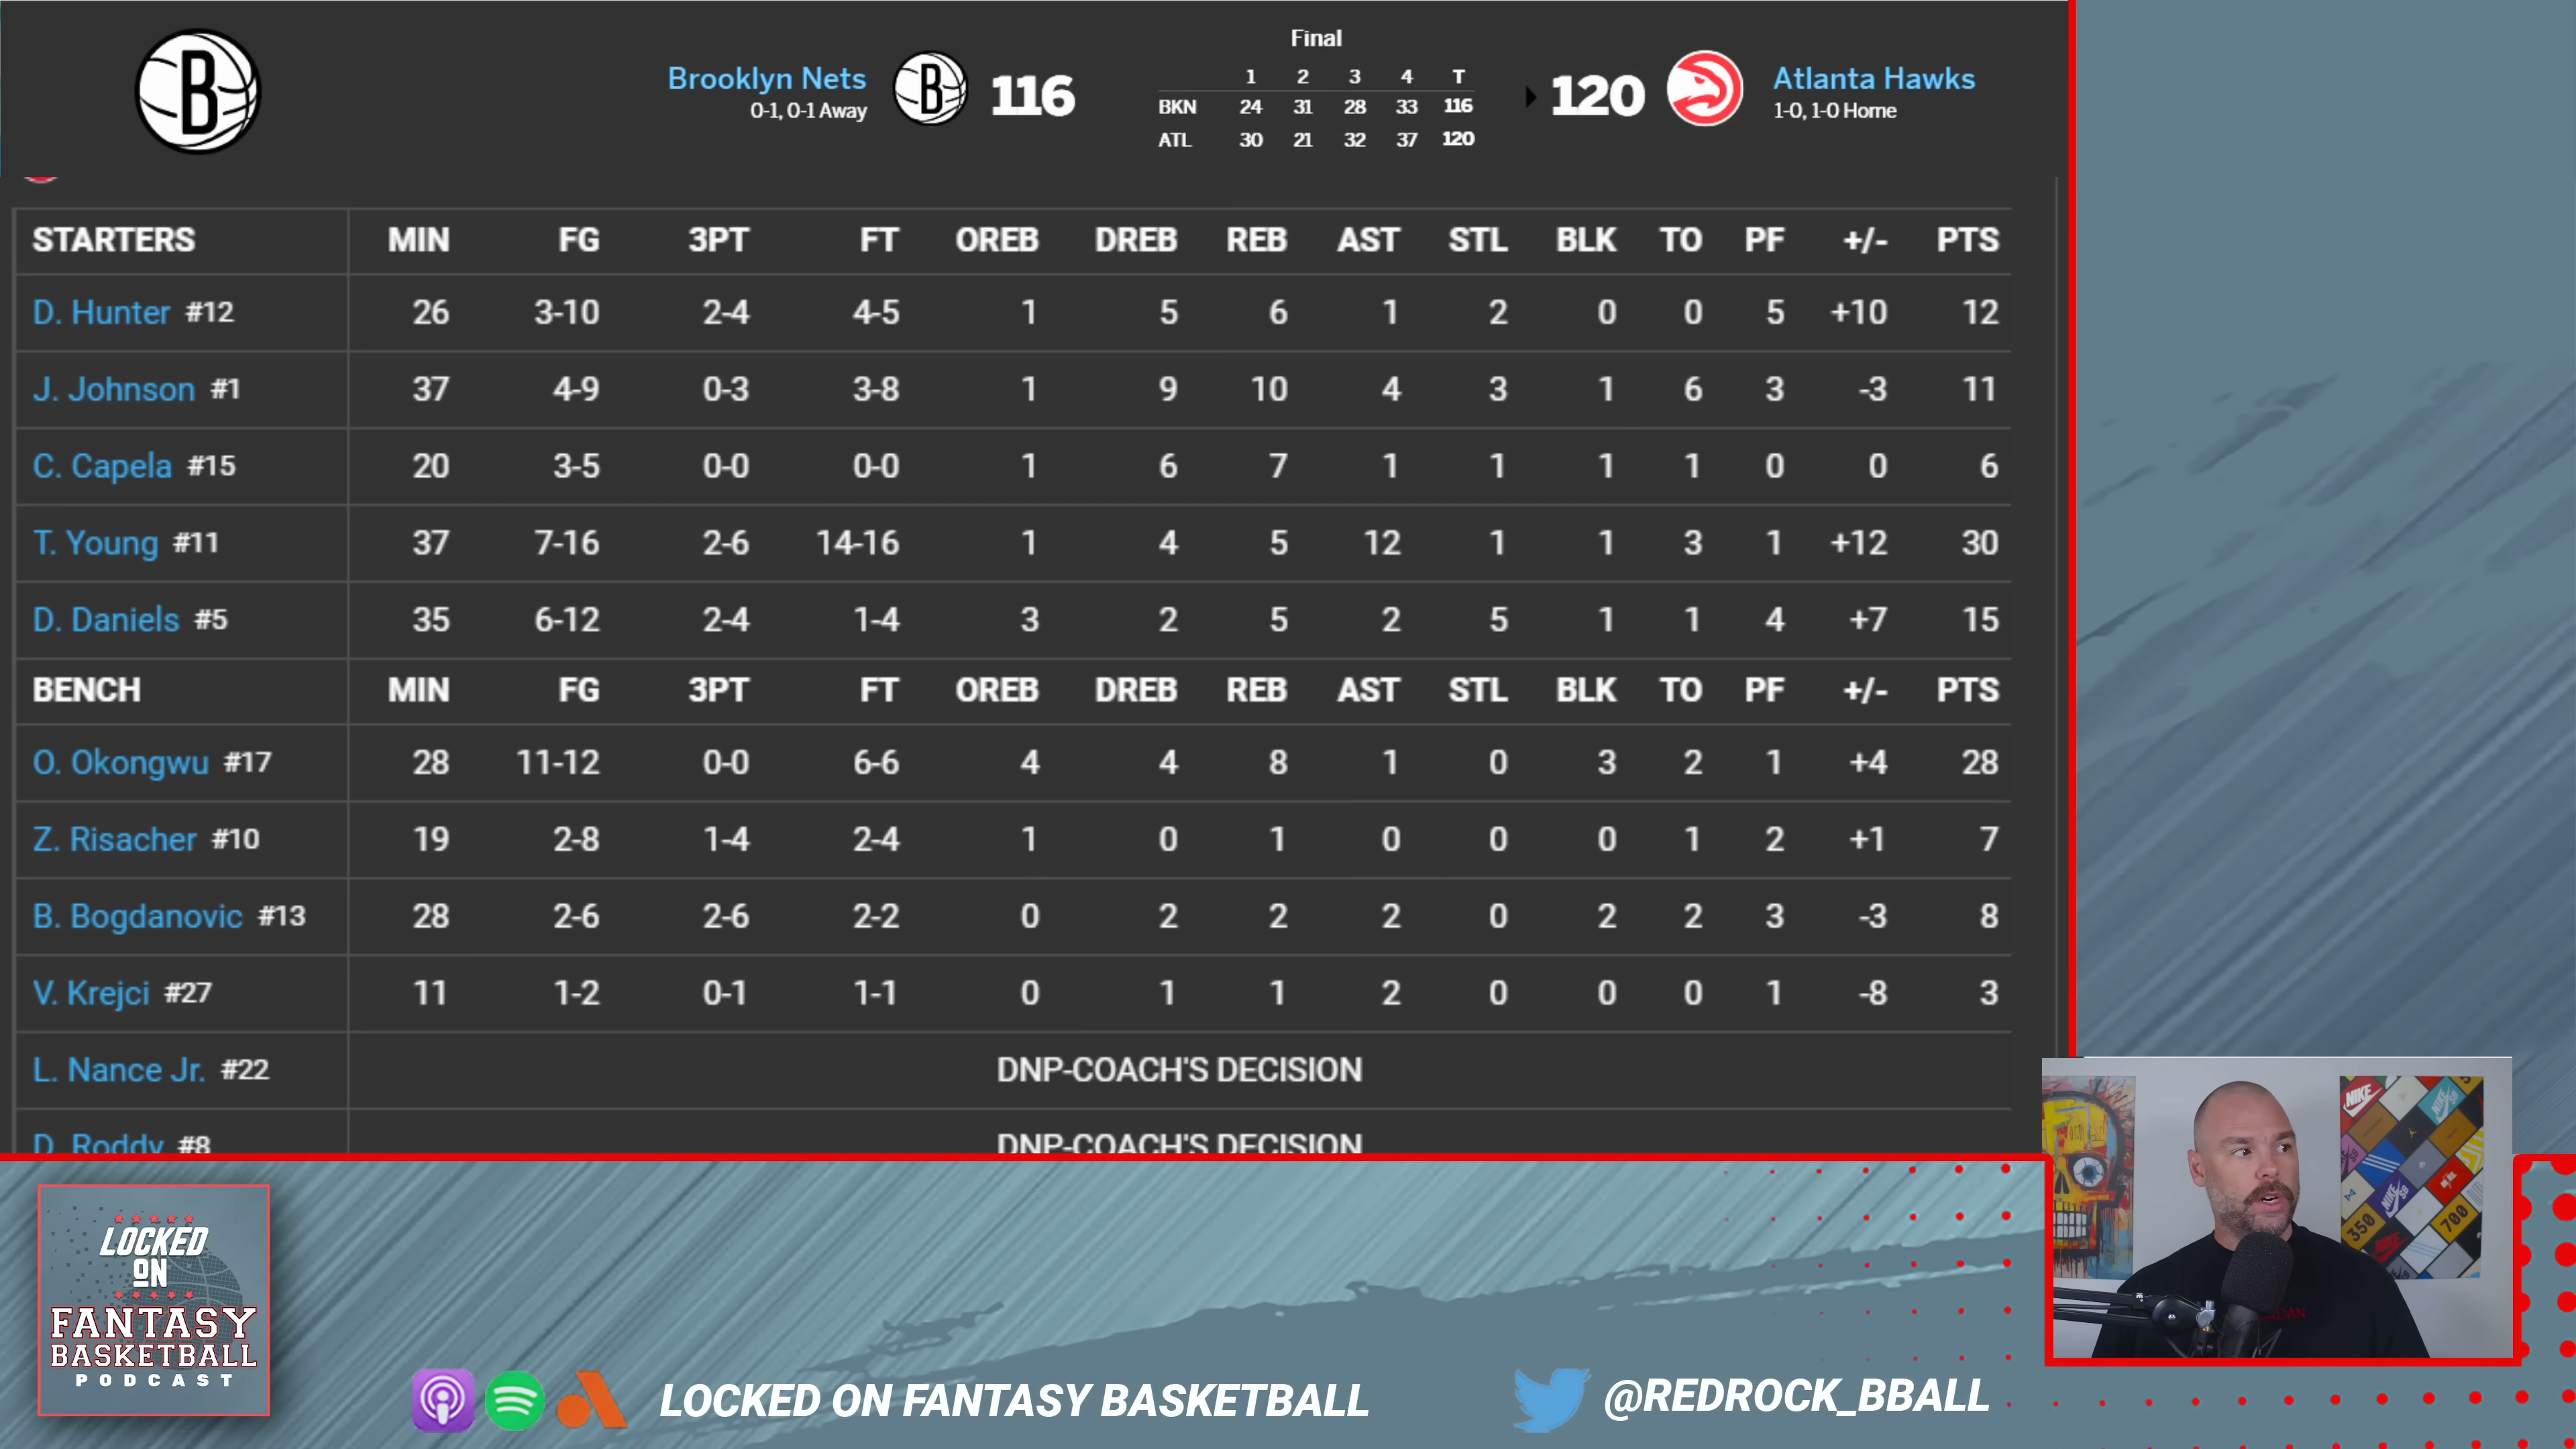 Final
Brooklyn Nets
0-1, 0-1 Away
B
B
116
1 2 3 4 T
BKN 24 31 28 33 116
ATL 30 21 32 37 120
120
Atlanta Hawks
1-0, 1-0 Home
STARTERS MIN FG 3PT FT OREB DREB REB AST STL BLK TO PF +/- PTS
D. Hunter #12 26 3-10 2-4 4-5 1 5 6 1 2 0 0 5 +10 12
J. Johnson #1 37 4-9 0-3 3-8 1 9 10 4 3 1 6 3 -3 11
C. Capela #15 20 3-5 0-0 0-0 1 6 7 1 1 1 1 0 0 6
T. Young #11 37 7-16 2-6 14-16 1 4 5 12 1 1 3 1 +12 30
D. Daniels #5 35 6-12 2-4 1-4 3 2 5 2 5 1 1 4 +7 15
BENCH MIN FG 3PT FT OREB DREB REB AST STL BLK TO PF +/- PTS
O. Okongwu #17 28 11-12 0-0 6-6 4 4 8 1 0 3 2 1 +4 28
Z. Risacher #10 19 2-8 1-4 2-4 1 0 1 0 0 0 1 2 +1 7
B. Bogdanovic #13 28 2-6 2-6 2-2 0 2 2 2 0 2 2 3 -3 8
V. Krejci #27 11 1-2 0-1 1-1 0 1 1 2 0 0 0 1 -8 3
L. Nance Jr. #22 DNP-COACH'S DECISION
D. Roddy #8 DNP-COACH'S DECISION
NIKE
NIKE
350
700
LOCKED
ON
FANTASY
BASKETBALL
PODCAST
LOCKED ON FANTASY BASKETBALL
@REDROCK_BBALL